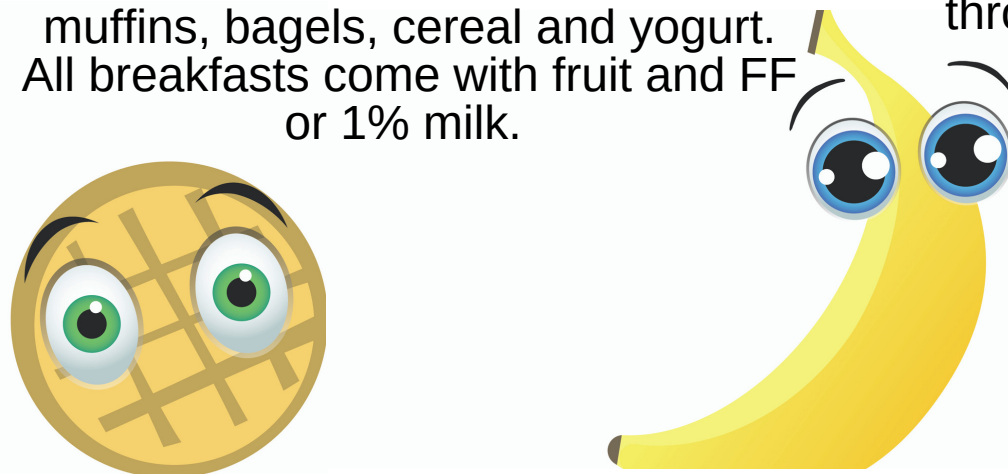 muffins, bagels, cereal and yogurt.
All breakfasts come with fruit and FF
or 1% milk.